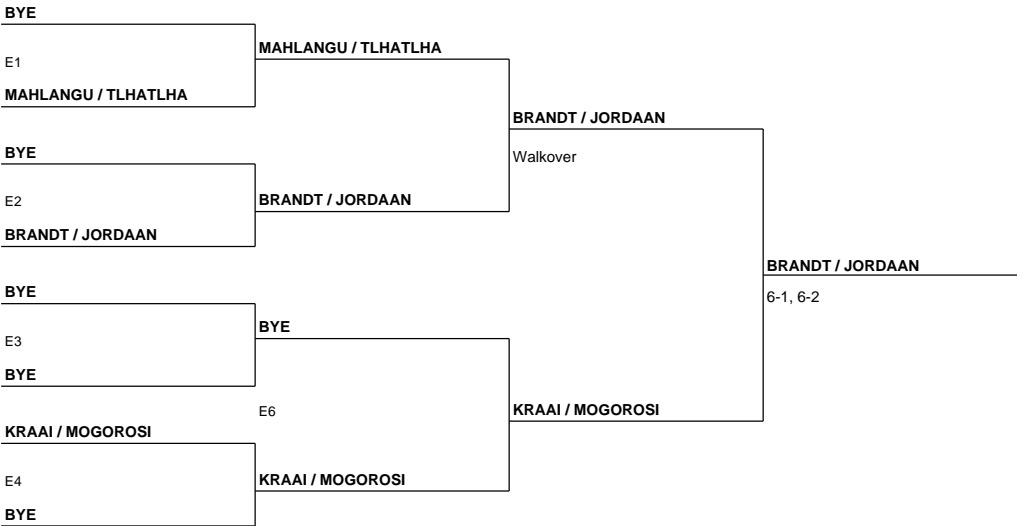 BYE
E1
MAHLANGU / TLHATLHA
BYE
E2
BRANDT / JORDAAN
BYE
E3
BYE
KRAAI / MOGOROSI
E4
BYE
MAHLANGU / TLHATLHA
BRANDT / JORDAAN
BYE
E6
KRAAI / MOGOROSI
BRANDT / JORDAAN
Walkover
KRAAI / MOGOROSI
BRANDT / JORDAAN
6-1, 6-2